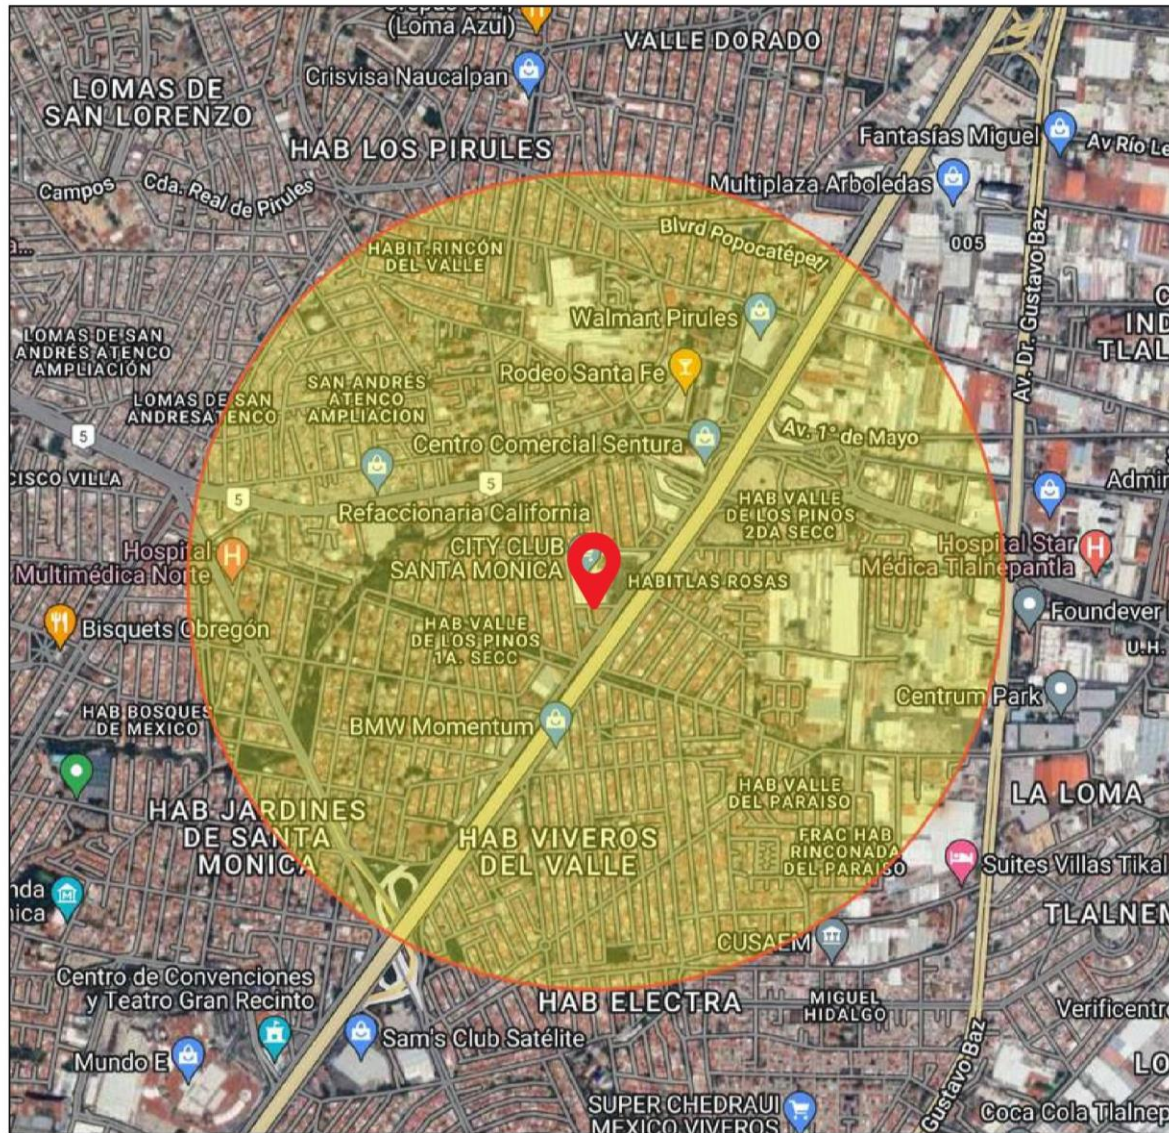 (Loma Azul)
VALLE DORADO
Crisvisa Naucalpan
LOMAS DE
SAN LORENZO
Fantasías Miguel
HAB LOS PIRULES
Av Río
Multiplaza Arboledas
Campos
Cda. Real de Pirules
Blvrd Popocatépetl
005
HABIT.RINCÓN
DEL VALLE
Av. Dr. Gustavo Baz
Walmart Pirules
IND
TLAL
LOMAS DE SAN
ANDRÉS ATENCO
AMPLIACIÓN
Rodeo Santa Fe
SAN ANDRÉS
ATENCO
AMPLIACION
LOMAS DE SAN
ANDRESATENCO
Centro Comercial Sentura
Av. 1° de Mayo
5
CISCO VILLA
5
5
Admin
Refaccionaria California
HAB VALLE
DE LOS PINOS
2DA SECC
Hospital
Multimédica Norte
CITY CLUB
SANTA MONICA
Hospital Star
Médica Tlalnepantla
HABITLAS ROSAS
Foundever
Bisquets Obregón
HAB VALLE
DE LOS PINOS
1A. SECC
U.H.
Centrum Park
HAB BOSQUES
DE MEXICO
BMW Momentum
HAB VALLE
DEL PARAISO
LA LOMA
HAB JARDINES
DE SANTA
MONICA
HAB VIVEROS
DEL VALLE
FRAC HAB
RINCONADA
DEL PARAISO
Suites Villas Tikal
nda
nica
TLALNEM
CUSAEM
Centro de Convenciones
y Teatro Gran Recinto
HAB ELECTRA
MIGUEL
HIDALGO
Verificentro
Sam's Club Satélite
Mundo E
Gustavo Baz
LO
SUPER CHEDRAUI
MEXICO VIVEROS
Coca Cola Tlalnep